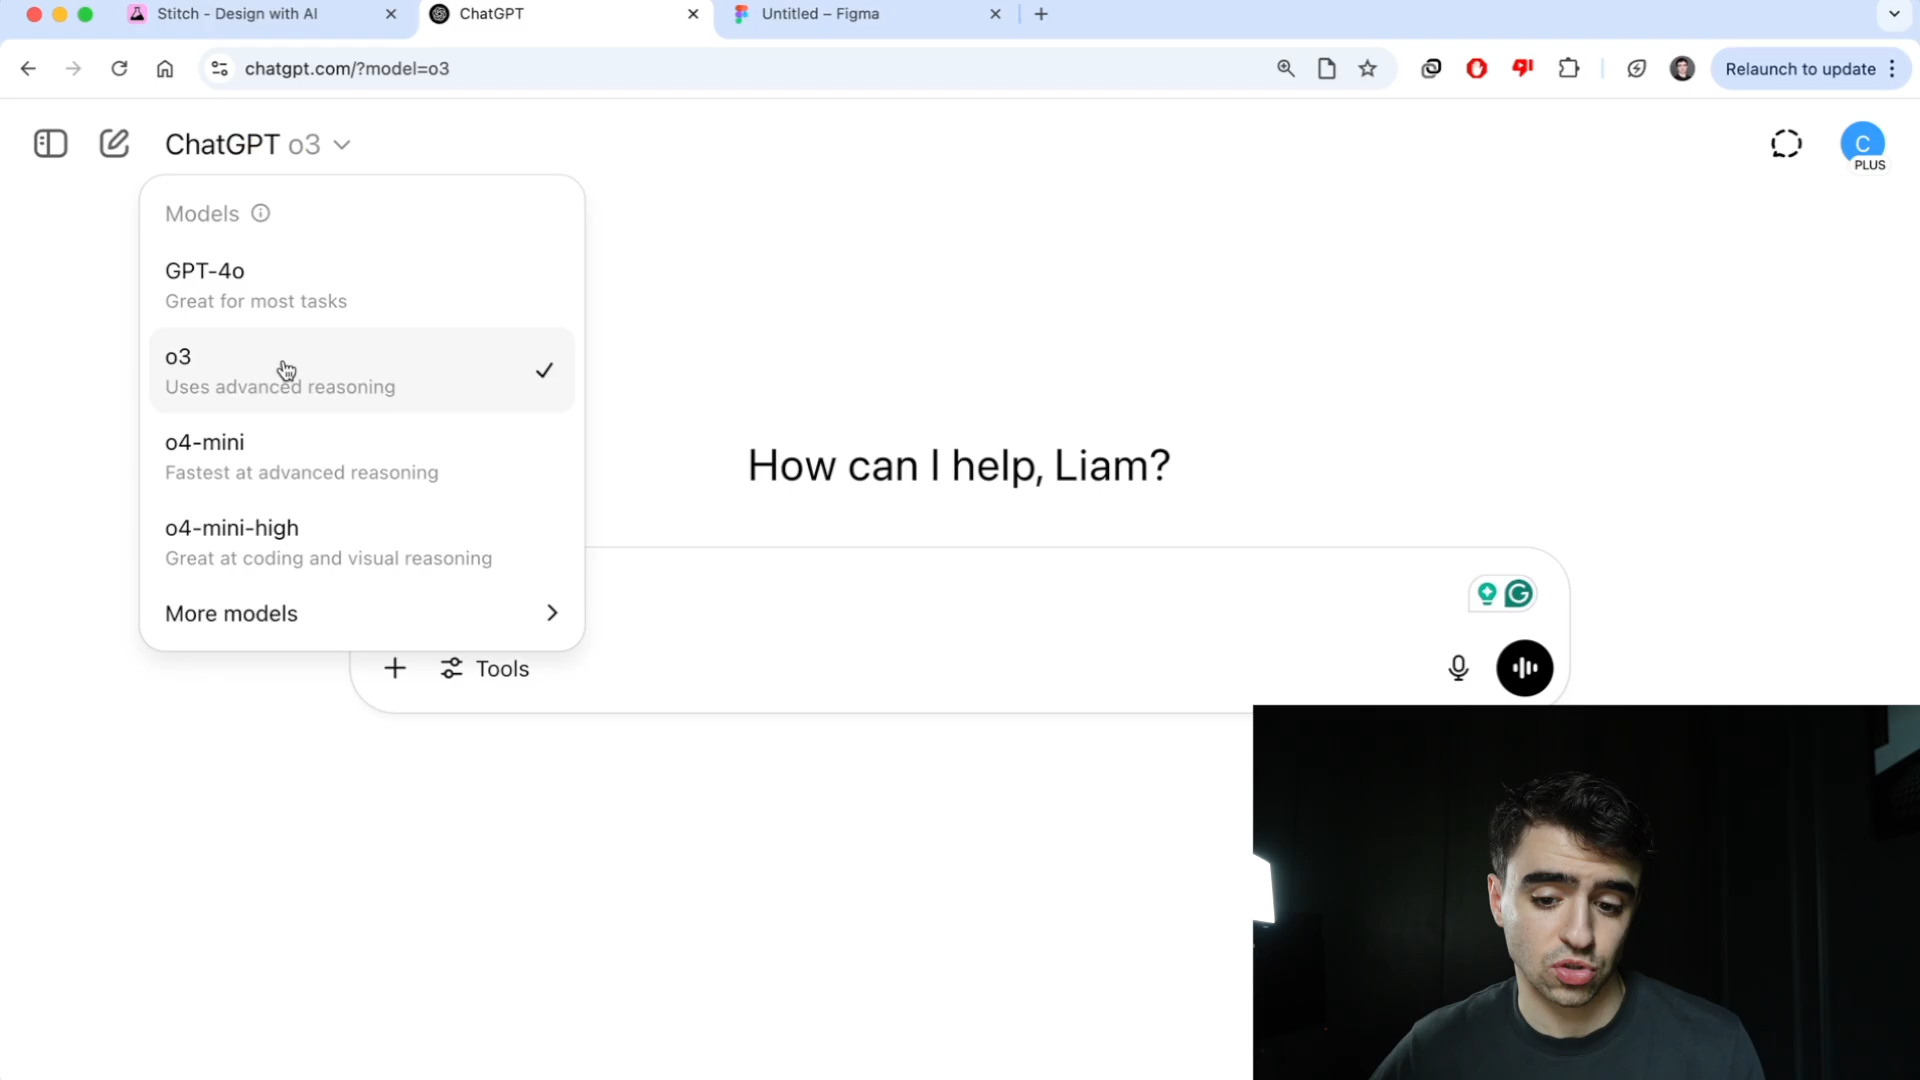 Stitch - Design with AI
ChatGPT
Untitled – Figma
chatgpt.com/?model=o3
Relaunch to update
ChatGPT o3
C
PLUS
Models
GPT-4o
Great for most tasks
o3
Uses advanced reasoning
o4-mini
Fastest at advanced reasoning
o4-mini-high
Great at coding and visual reasoning
More models
How can I help, Liam?
Tools